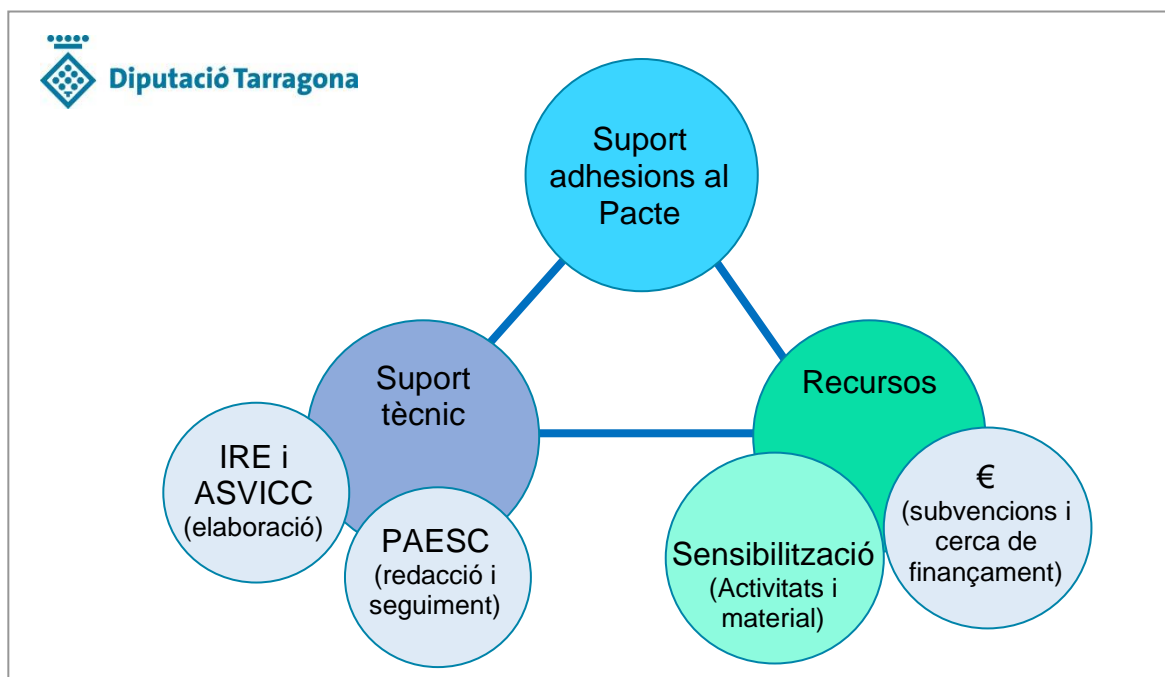 Diputació Tarragona
Suport
adhesions al
Pacte
Suport
tècnic
IRE i
ASVICC
(elaboració)
PAESC
(redacció i
seguiment)
Recursos
Sensibilització
(Activitats i
material)
€
(subvencions i
cerca de
finançament)